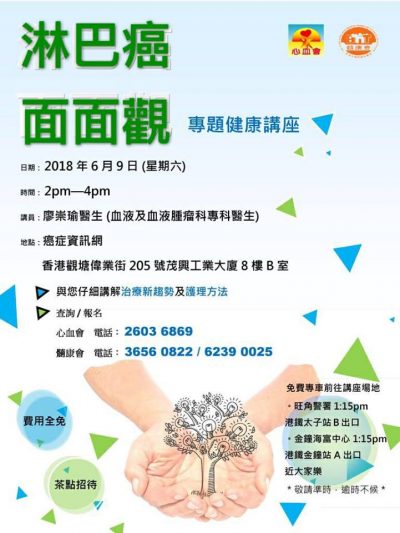 淋巴癌
心血會
面面觀
專題健康講座
日期： 2018 年 6 月 9 日 (星期六)
時間： 2pm—4pm
講員： 廖崇瑜醫生 (血液及血液腫瘤科專科醫生)
地點： 癌症資訊網
香港觀塘偉業街 205 號茂興工業大廈 8 樓 B 室
與您仔細講解治療新趨勢及護理方法
查詢 / 報名
心血會 電話： 2603 6869
髓康會 電話： 3656 0822 / 6239 0025
費用全免
茶點招待
免費專車前往講座場地
◦ 旺角警署 1:15pm
港鐵太子站 B 出口
◦ 金鐘海富中心 1:15pm
港鐵金鐘站 A 出口
近大家樂
* 敬請準時，逾時不候 *